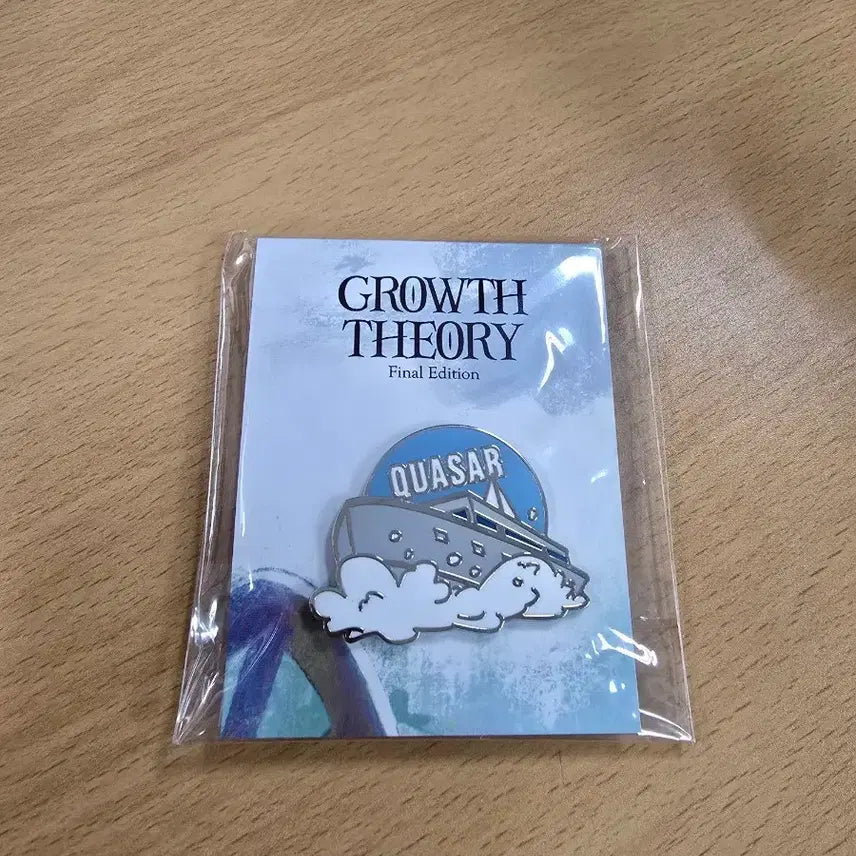 GROWTH
THEORY
Final Edition
QUASAR